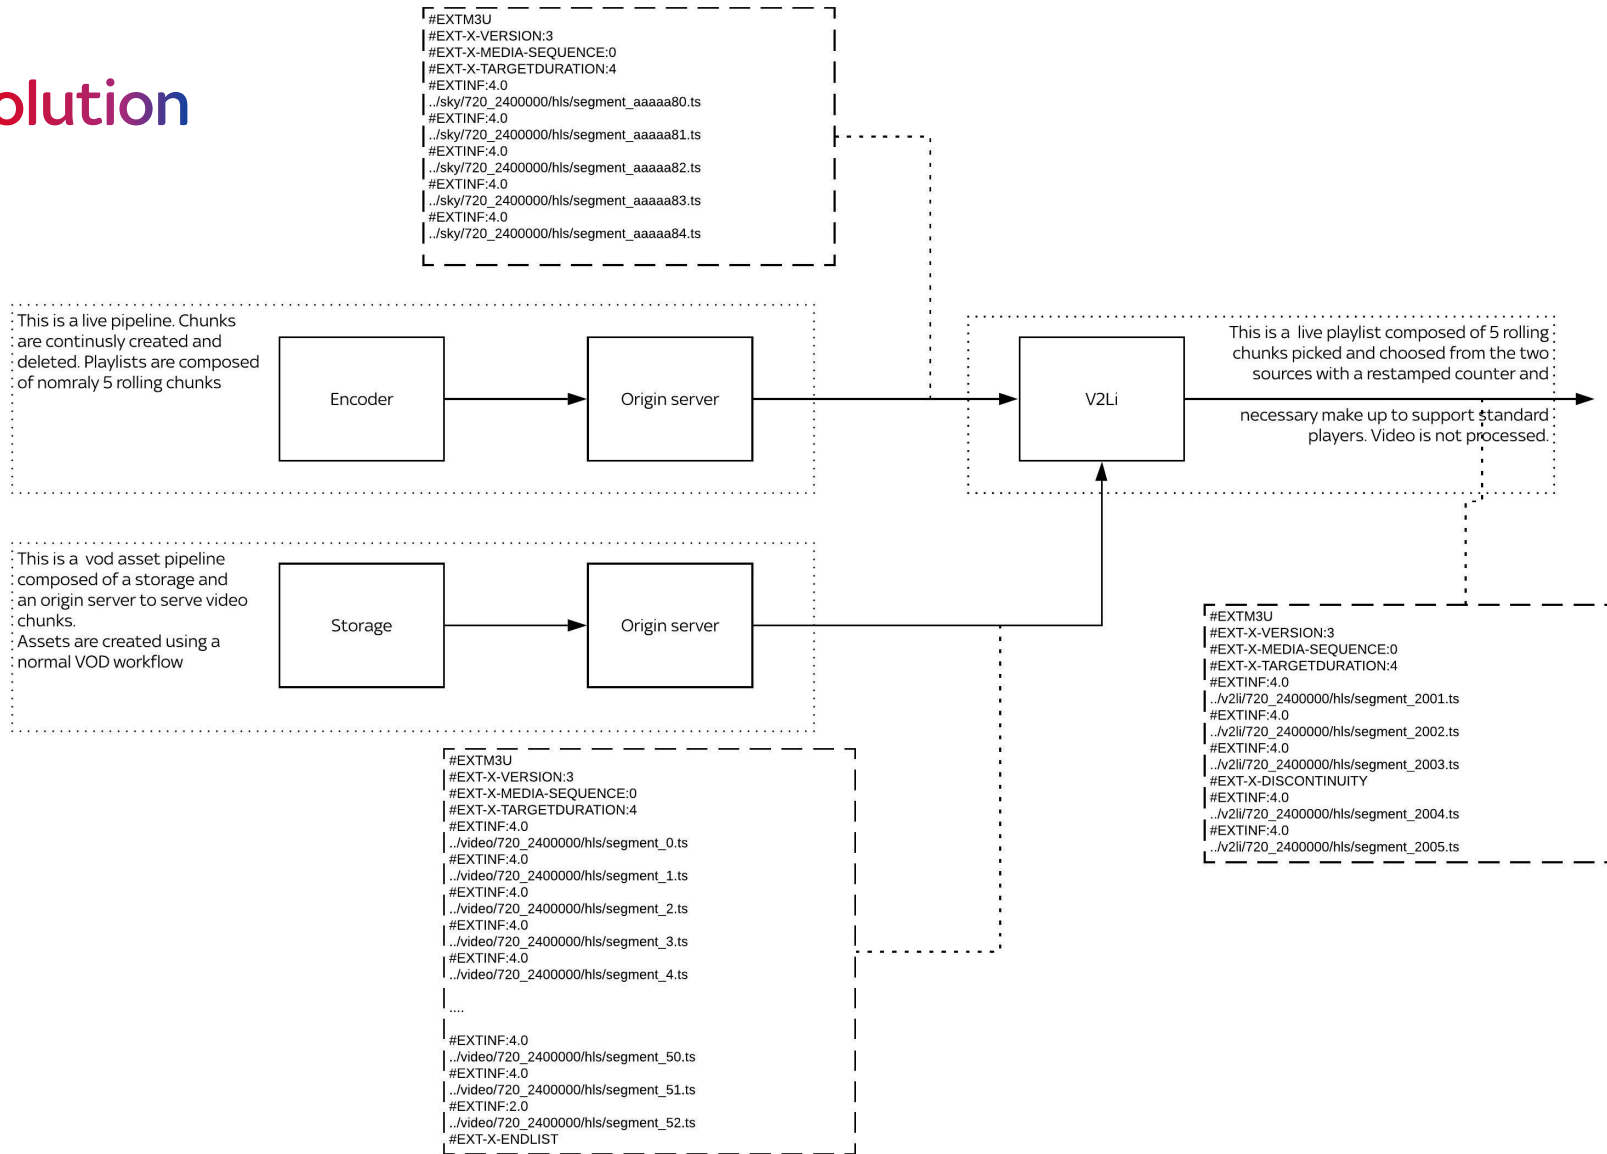 olution
#EXTM3U
#EXT-X-VERSION:3
#EXT-X-MEDIA-SEQUENCE:0
#EXT-X-TARGETDURATION:4
#EXTINF:4.0
../sky/720_2400000/hls/segment_aaaaa80.ts
#EXTINF:4.0
../sky/720_2400000/hls/segment_aaaaa81.ts
#EXTINF:4.0
../sky/720_2400000/hls/segment_aaaaa82.ts
#EXTINF:4.0
../sky/720_2400000/hls/segment_aaaaa83.ts
#EXTINF:4.0
../sky/720_2400000/hls/segment_aaaaa84.ts
This is a live pipeline. Chunks
are continusly created and
deleted. Playlists are composed
of nomraly 5 rolling chunks
Encoder
Origin server
V2Li
This is a  live playlist composed of 5 rolling
chunks picked and choosed from the two
sources with a restamped counter and
necessary make up to support standard
players. Video is not processed.
This is a  vod asset pipeline
composed of a storage and
an origin server to serve video
chunks.
Assets are created using a
normal VOD workflow
Storage
Origin server
#EXTM3U
#EXT-X-VERSION:3
#EXT-X-MEDIA-SEQUENCE:0
#EXT-X-TARGETDURATION:4
#EXTINF:4.0
../v2li/720_2400000/hls/segment_2001.ts
#EXTINF:4.0
../v2li/720_2400000/hls/segment_2002.ts
#EXTINF:4.0
../v2li/720_2400000/hls/segment_2003.ts
#EXT-X-DISCONTINUITY
#EXTINF:4.0
../v2li/720_2400000/hls/segment_2004.ts
#EXTINF:4.0
../v2li/720_2400000/hls/segment_2005.ts
#EXTM3U
#EXT-X-VERSION:3
#EXT-X-MEDIA-SEQUENCE:0
#EXT-X-TARGETDURATION:4
#EXTINF:4.0
../video/720_2400000/hls/segment_0.ts
#EXTINF:4.0
../video/720_2400000/hls/segment_1.ts
#EXTINF:4.0
../video/720_2400000/hls/segment_2.ts
#EXTINF:4.0
../video/720_2400000/hls/segment_3.ts
#EXTINF:4.0
../video/720_2400000/hls/segment_4.ts
....
#EXTINF:4.0
../video/720_2400000/hls/segment_50.ts
#EXTINF:4.0
../video/720_2400000/hls/segment_51.ts
#EXTINF:2.0
../video/720_2400000/hls/segment_52.ts
#EXT-X-ENDLIST